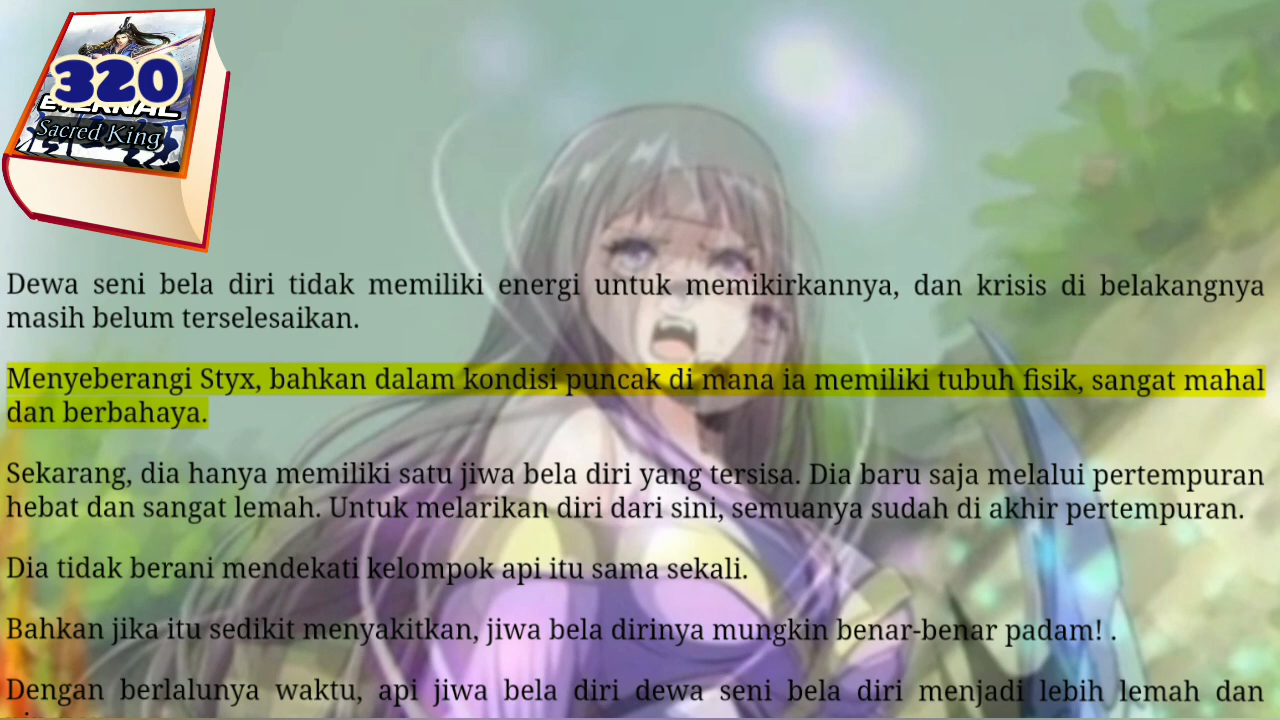 320
ETERNAL
Sacred King
Dewa seni bela diri tidak memiliki energi untuk memikirkannya, dan krisis di belakangnya
masih belum terselesaikan.
Menyeberangi Styx, bahkan dalam kondisi puncak di mana ia memiliki tubuh fisik, sangat mahal
dan berbahaya.
Sekarang, dia hanya memiliki satu jiwa bela diri yang tersisa. Dia baru saja melalui pertempuran
hebat dan sangat lemah. Untuk melarikan diri dari sini, semuanya sudah di akhir pertempuran.
Dia tidak berani mendekati kelompok api itu sama sekali.
Bahkan jika itu sedikit menyakitkan, jiwa bela dirinya mungkin benar-benar padam! .
Dengan berlalunya waktu, api jiwa bela diri dewa seni bela diri menjadi lebih lemah dan